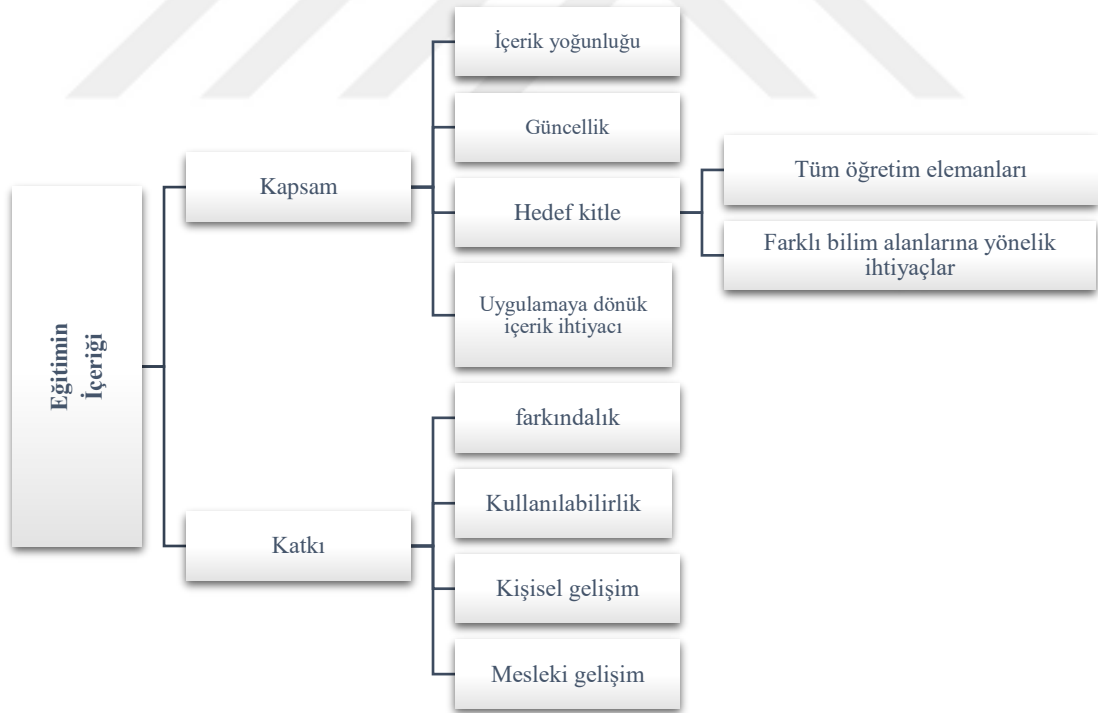 Eğitimin
İçeriği
Kapsam
İçerik yoğunluğu
Güncellik
Hedef kitle
Tüm öğretim elemanları
Farklı bilim alanlarına yönelik
ihtiyaçlar
Uygulamaya dönük
içerik ihtiyacı
Katkı
farkındalık
Kullanılabilirlik
Kişisel gelişim
Mesleki gelişim